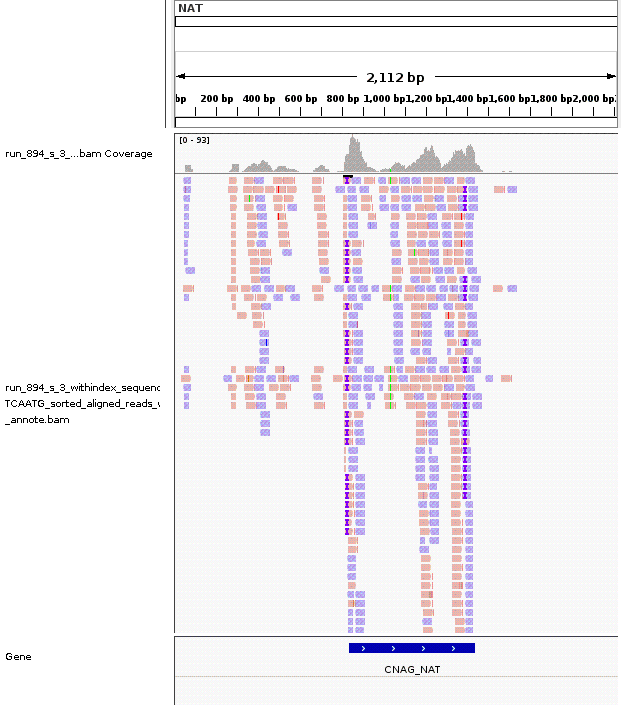 NAT
2,112 bp
bp 200 bp 400 bp 600 bp 800 bp 1,000 bp 1,200 bp 1,400 bp 1,600 bp 1,800 bp 2,000 bp
[0 - 93]
run_894_s_3_...bam Coverage
run_894_s_3_withindex_sequenc
TCAATG_sorted_aligned_reads_
_annote.bam
Gene
CNAG_NAT